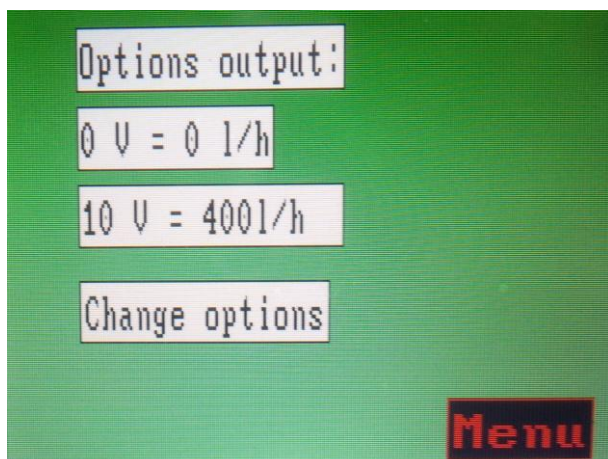 Options output:
0 V = 0 l/h
10 V = 400l/h
Change options
Menu